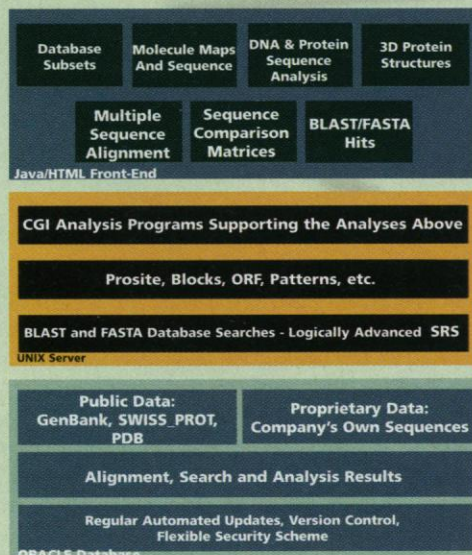 Database
Subsets
Molecule Maps
And Sequence
DNA & Protein
Sequence
Analysis
3D Protein
Structures
Multiple
Sequence
Alignment
Sequence
Comparison
Matrices
BLAST/FASTA
Hits
Java/HTML Front-End
CGI Analysis Programs Supporting the Analyses Above
Prosite, Blocks, ORF, Patterns, etc.
BLAST and FASTA Database Searches - Logically Advanced SRS
UNIX Server
Public Data:
GenBank, SWISS_PROT,
PDB
Proprietary Data:
Company's Own Sequences
Alignment, Search and Analysis Results
Regular Automated Updates, Version Control,
Flexible Security Scheme
ORACLE Database